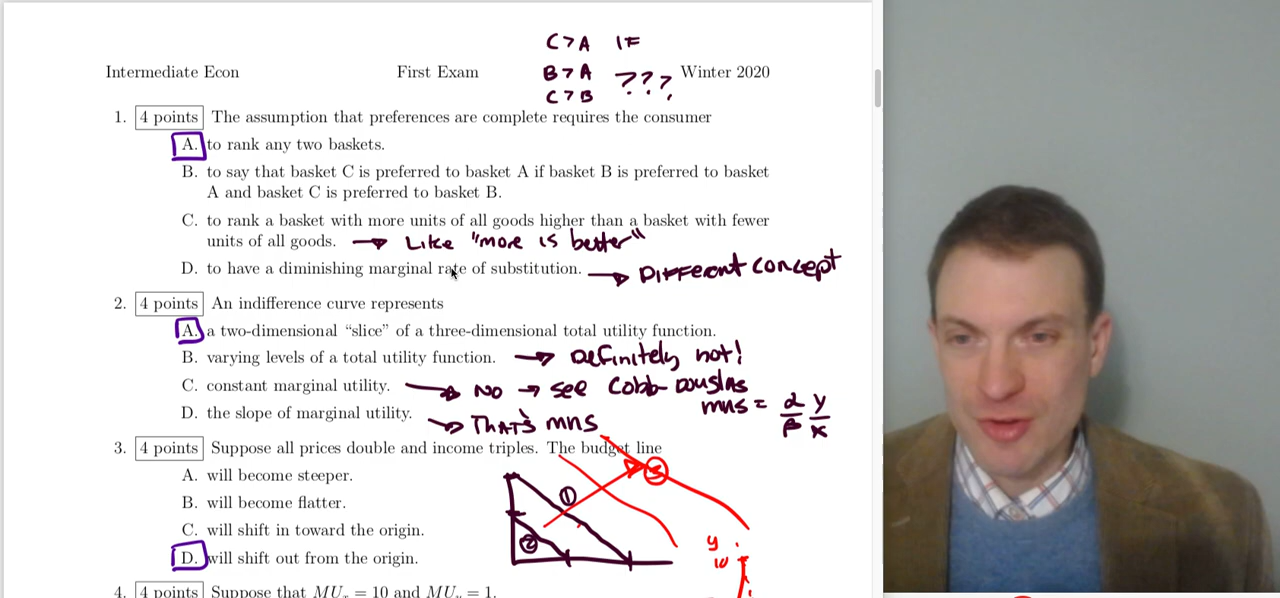 C > A IF
Intermediate Econ First Exam B > A ??? Winter 2020
C > B
1. 4 points The assumption that preferences are complete requires the consumer
A. to rank any two baskets.
B. to say that basket C is preferred to basket A if basket B is preferred to basket
A and basket C is preferred to basket B.
C. to rank a basket with more units of all goods higher than a basket with fewer
units of all goods. → Like "more is better"
D. to have a diminishing marginal rate of substitution. → Different concept
2. 4 points An indifference curve represents
A. a two-dimensional “slice” of a three-dimensional total utility function.
B. varying levels of a total utility function. → Definitely not!
C. constant marginal utility. → No → see Cobb-Douglas
MRS = α/β y/x
D. the slope of marginal utility. → That's MRS
3. 4 points Suppose all prices double and income triples. The budget line
A. will become steeper.
B. will become flatter.
C. will shift in toward the origin.
D. will shift out from the origin.
① ② ③
y
10
4. 4 points Suppose that MUx = 10 and MUy = 1.